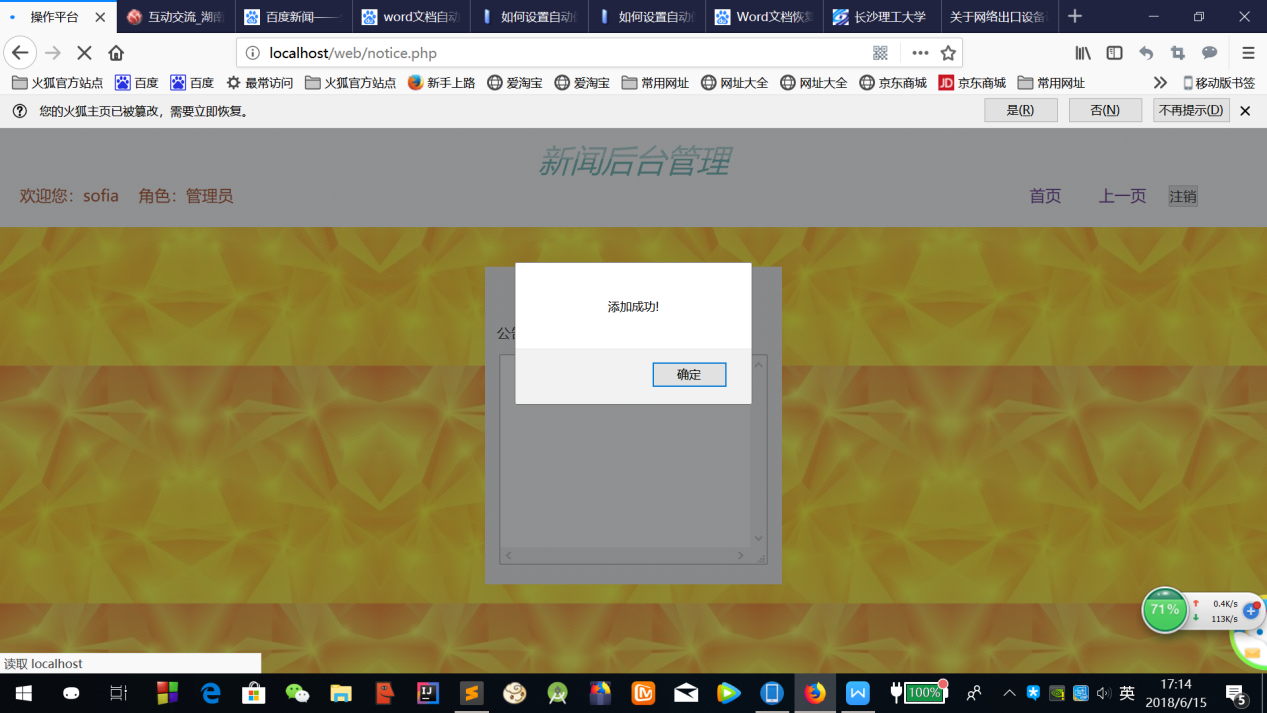 操作平台
互动交流_湖南
百度新闻——
word文档自动
如何设置自动
如何设置自动
Word文档恢
长沙理工大学
关于网络出口设备
localhost/web/notice.php
火狐官方站点 百度 百度 最常访问 火狐官方站点 新手上路 爱淘宝 爱淘宝 常用网址 网址大全 网址大全 京东商城 JD 京东商城 常用网址 移动版书签
您的火狐主页已被篡改，需要立即恢复。 是(R) 否(N) 不再提示(D)
新闻后台管理
欢迎您：sofia 角色：管理员 首页 上一页 注销
添加成功!
公告
确定
71% 0.4K/s
113K/s
读取 localhost
100% 英 17:14
2018/6/15
5